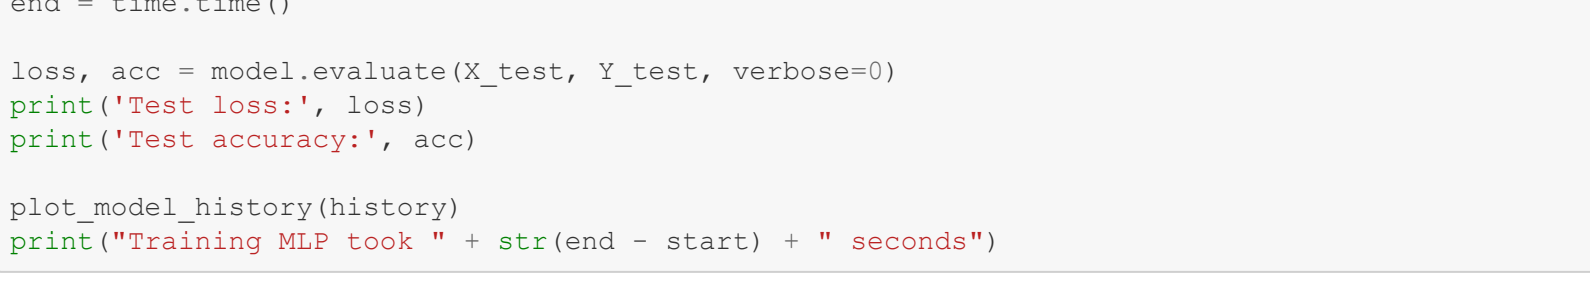 end = time.time()
loss, acc = model.evaluate(X_test, Y_test, verbose=0)
print('Test loss:', loss)
print('Test accuracy:', acc)
plot_model_history(history)
print("Training MLP took " + str(end - start) + " seconds")